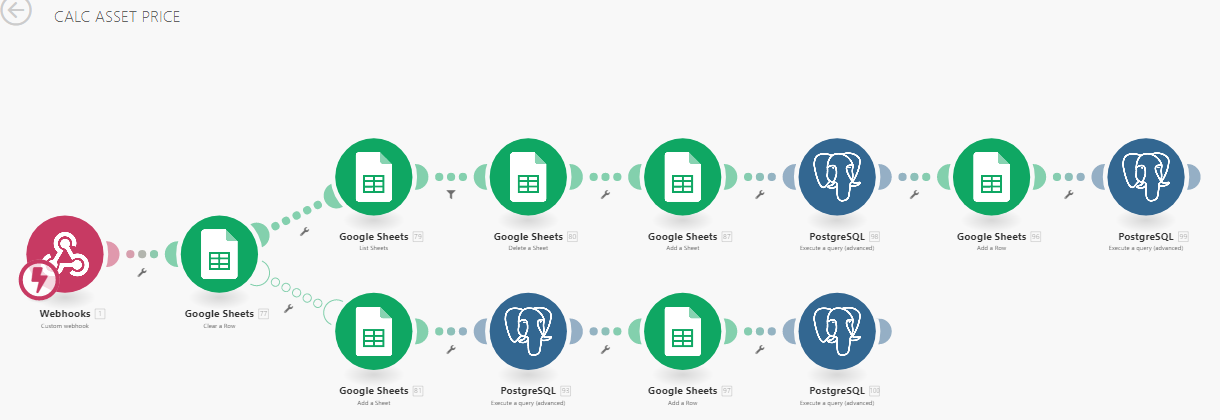 CALC ASSET PRICE
Google Sheets 79
List Sheets
Google Sheets 80
Delete a Sheet
Google Sheets 87
Add a Sheet
PostgreSQL 98
Execute a query (advanced)
Google Sheets 96
Add a Row
PostgreSQL 99
Execute a query (advanced)
Webhooks 1
Custom webhook
Google Sheets 77
Clear a Row
Google Sheets 81
Add a Sheet
PostgreSQL 93
Execute a query (advanced)
Google Sheets 97
Add a Row
PostgreSQL 100
Execute a query (advanced)